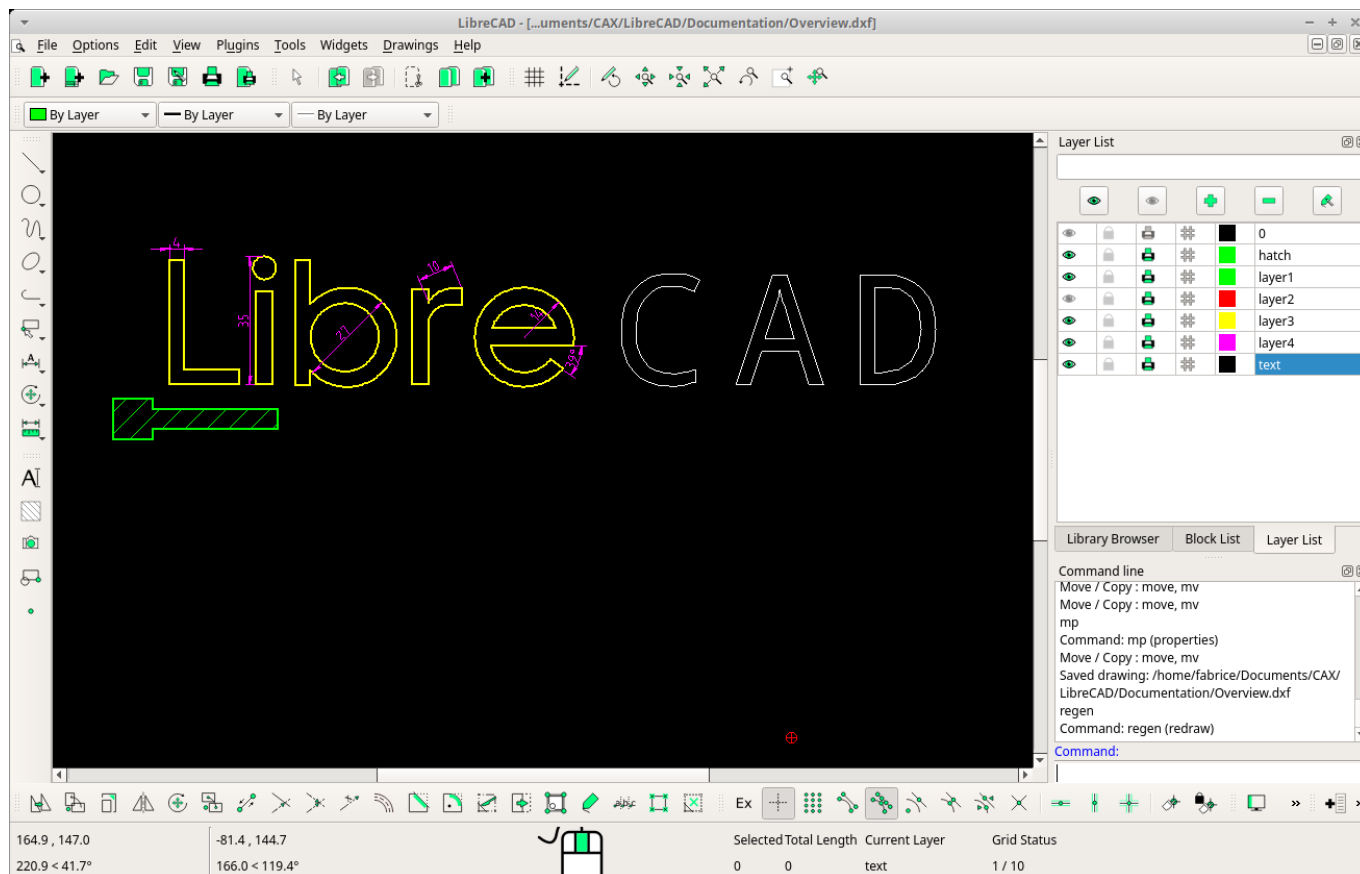 LibreCAD - [...uments/CAX/LibreCAD/Documentation/Overview.dxf]
File Options Edit View Plugins Tools Widgets Drawings Help
By Layer By Layer By Layer
Layer List
0
hatch
layer1
layer2
layer3
layer4
text
4
10
35
27
14
39°
Libre CAD
A
Library Browser Block List Layer List
Command line
Move / Copy : move, mv
Move / Copy : move, mv
mp
Command: mp (properties)
Move / Copy : move, mv
Saved drawing: /home/fabrice/Documents/CAX/
LibreCAD/Documentation/Overview.dxf
regen
Command: regen (redraw)
Command:
Ex
164.9 , 147.0 -81.4 , 144.7 Selected Total Length Current Layer Grid Status
220.9 < 41.7° 166.0 < 119.4° 0 0 text 1 / 10